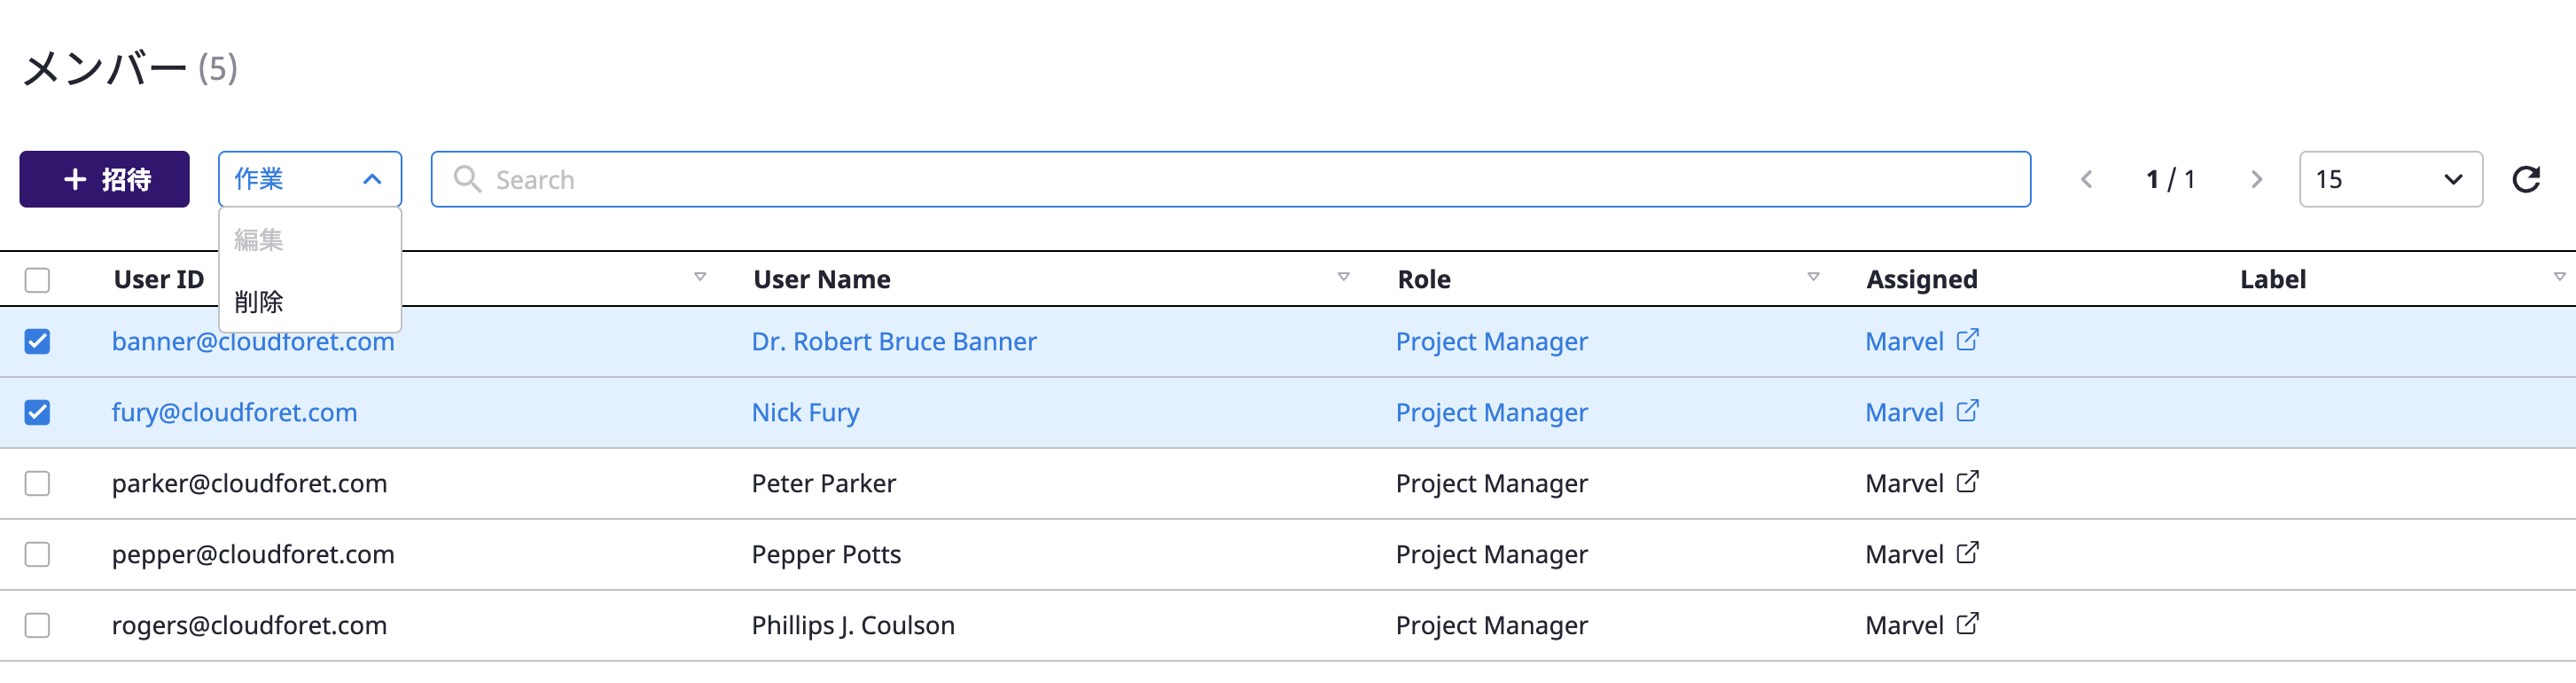 メンバー (5)
+ 招待 作業 Search 1 / 1 15
編集
削除
User ID User Name Role Assigned Label
banner@cloudforet.com Dr. Robert Bruce Banner Project Manager Marvel
fury@cloudforet.com Nick Fury Project Manager Marvel
parker@cloudforet.com Peter Parker Project Manager Marvel
pepper@cloudforet.com Pepper Potts Project Manager Marvel
rogers@cloudforet.com Phillips J. Coulson Project Manager Marvel